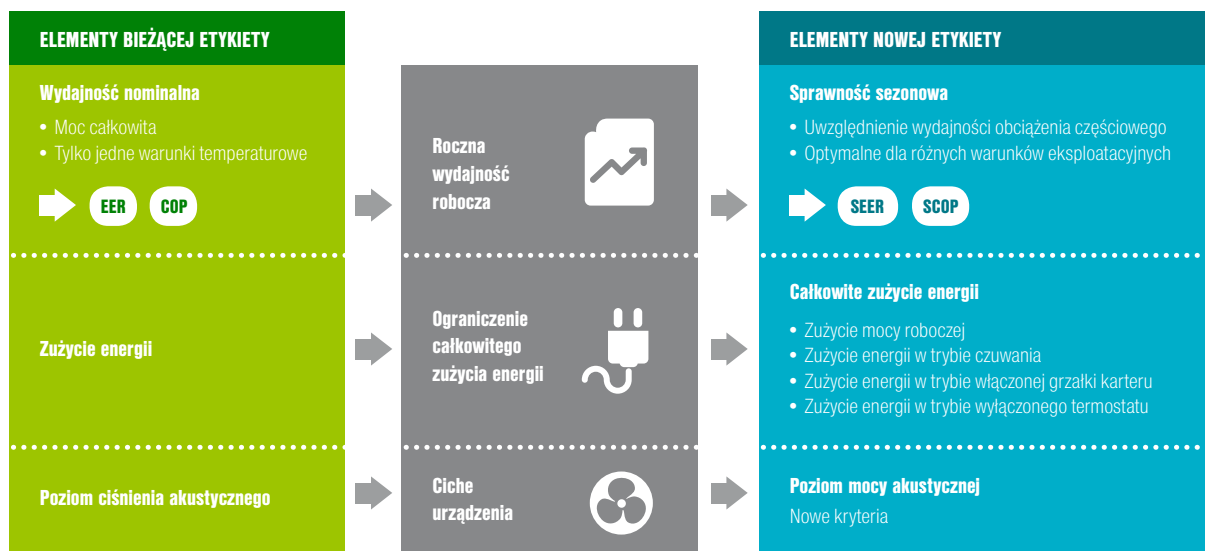 ELEMENTY BIEŻĄCEJ ETYKIETY
Wydajność nominalna
• Moc całkowita
• Tylko jedne warunki temperaturowe
EER COP
Zużycie energii
Poziom ciśnienia akustycznego
Roczna
wydajność
robocza
Ograniczenie
całkowitego
zużycia energii
Ciche
urządzenia
ELEMENTY NOWEJ ETYKIETY
Sprawność sezonowa
• Uwzględnienie wydajności obciążenia częściowego
• Optymalne dla różnych warunków eksploatacyjnych
SEER SCOP
Całkowite zużycie energii
• Zużycie mocy roboczej
• Zużycie energii w trybie czuwania
• Zużycie energii w trybie włączonej grzałki karteru
• Zużycie energii w trybie wyłączonego termostatu
Poziom mocy akustycznej
Nowe kryteria